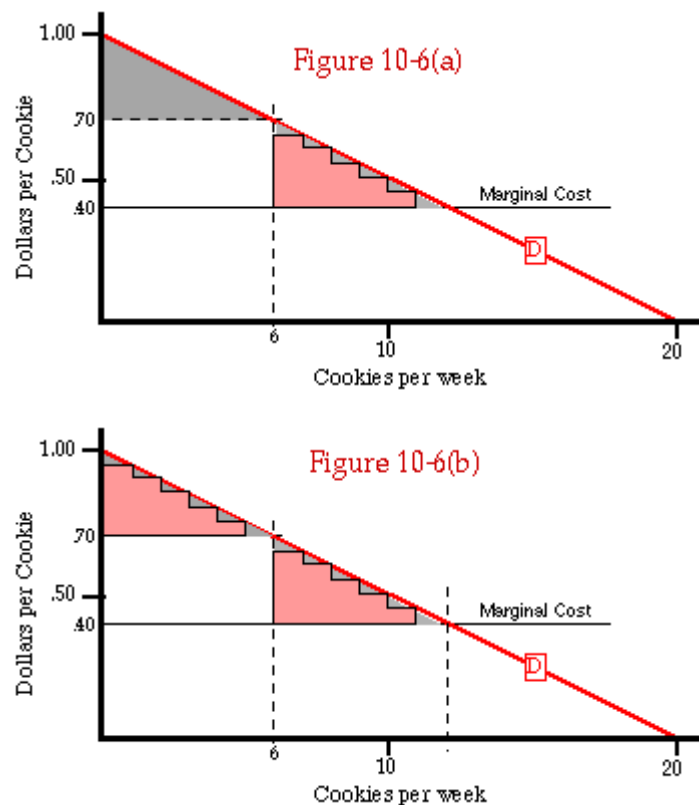 Figure 10-6(a)
Dollars per Cookie
1.00
.70
.50
.40
Marginal Cost
D
6
10
20
Cookies per week
Figure 10-6(b)
Dollars per Cookie
1.00
.70
.50
.40
Marginal Cost
D
6
10
20
Cookies per week